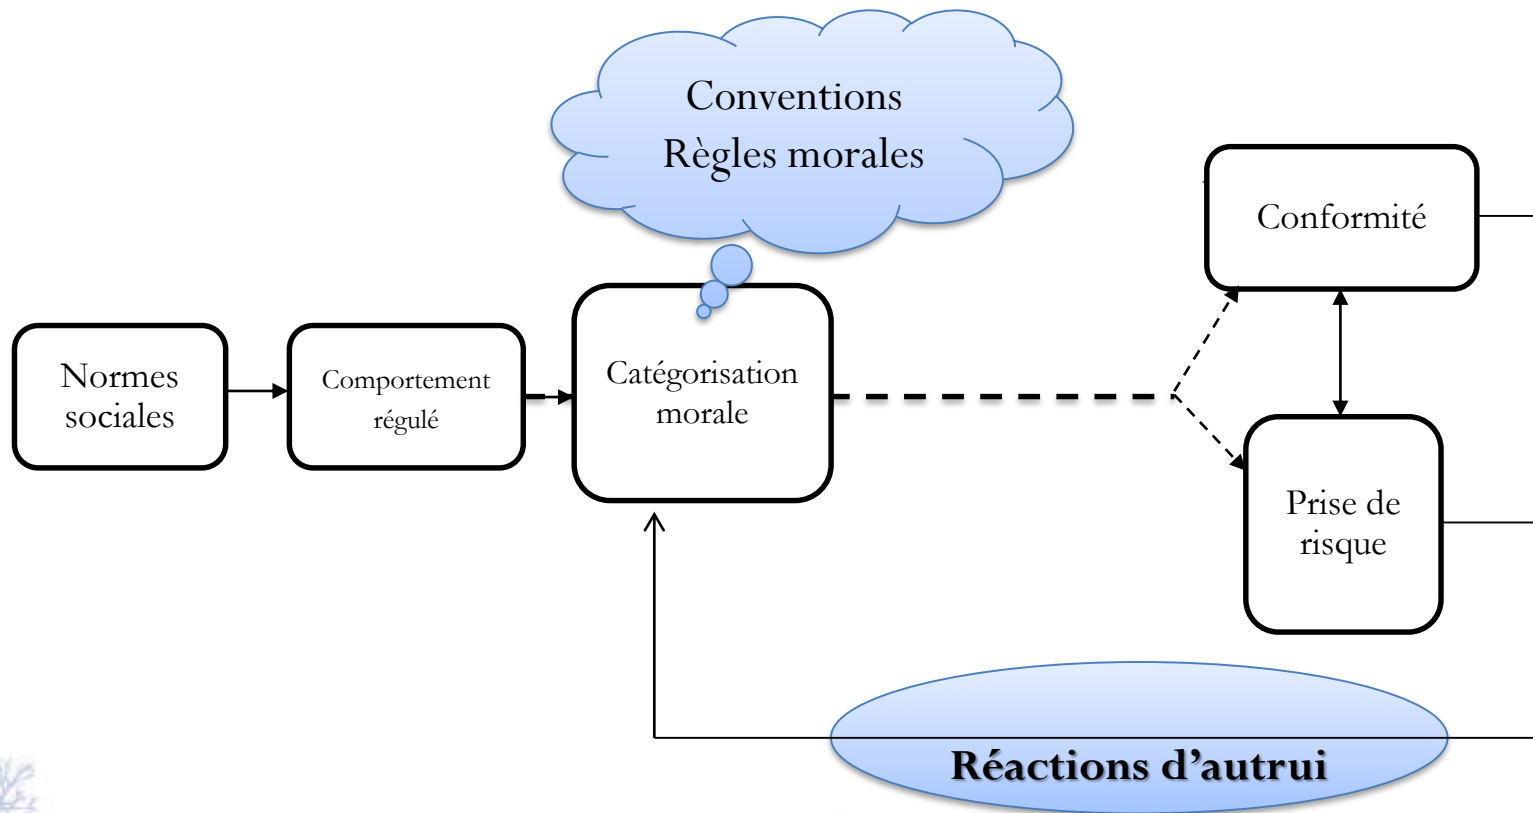 Conventions
Règles morales
Conformité
Normes
sociales
Comportement
régulé
Catégorisation
morale
Prise de
risque
Réactions d’autrui